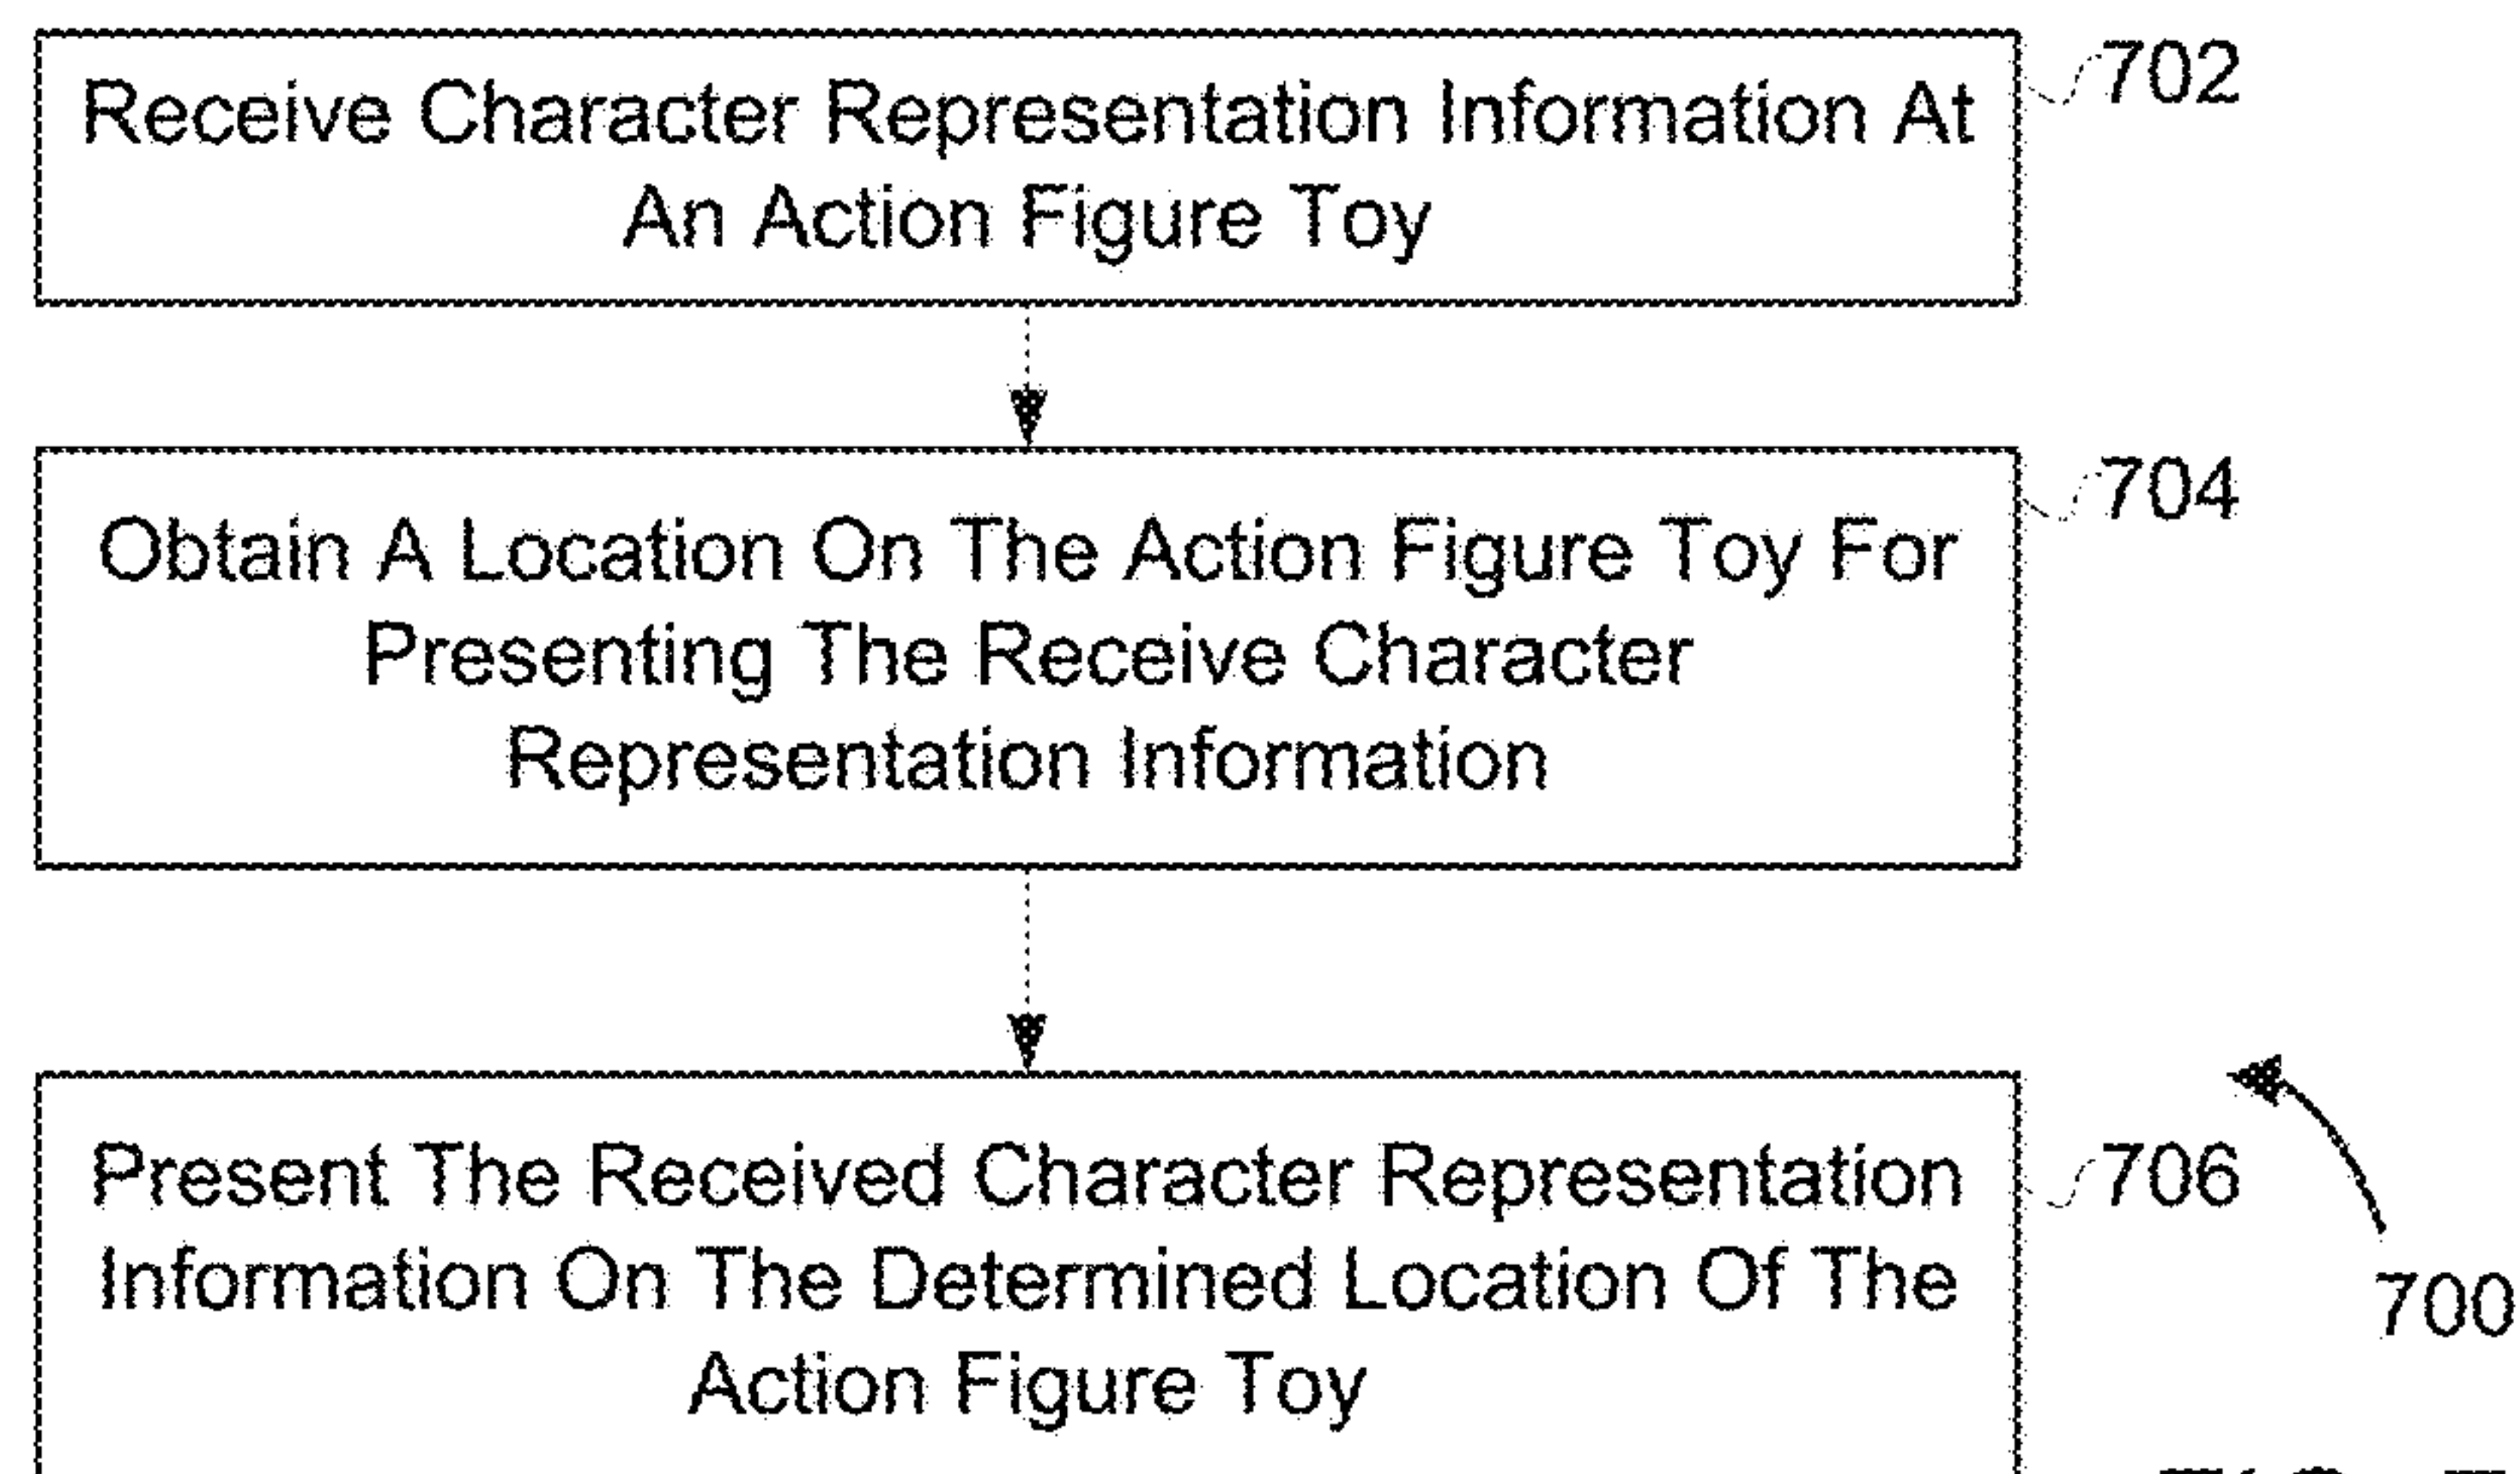 Receive Character Representation Information At
An Action Figure Toy
702
Obtain A Location On The Action Figure Toy For
Presenting The Receive Character
Representation Information
704
Present The Received Character Representation
Information On The Determined Location Of The
Action Figure Toy
706
700